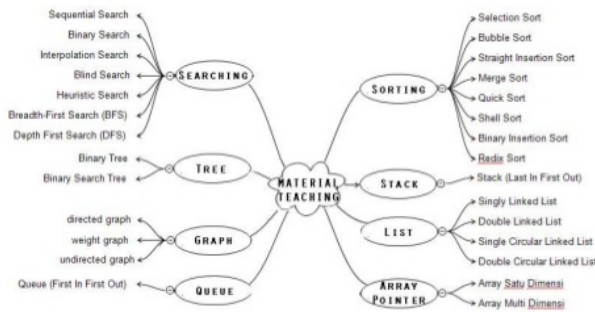 Sequential Search
Binary Search
Interpolation Search
Blind Search
Heuristic Search
Breadth-First Search (BFS)
Depth First Search (DFS)
SEARCHING
Binary Tree
Binary Search Tree
TREE
directed graph
weight graph
undirected graph
GRAPH
Queue (First In First Out)
QUEUE
MATERIAL
TEACHING
SORTING
Selection Sort
Bubble Sort
Straight Insertion Sort
Merge Sort
Quick Sort
Shell Sort
Binary Insertion Sort
Redix Sort
STACK
Stack (Last In First Out)
LIST
Singly Linked List
Double Linked List
Single Circular Linked List
Double Circular Linked List
ARRAY
POINTER
Array Satu Dimensi
Array Multi Dimensi